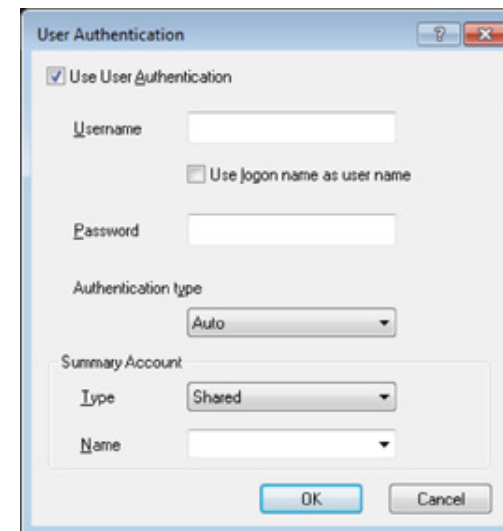 User Authentication
Use User Authentication
Username
Use logon name as user name
Password
Authentication type
Auto
Summary Account
Type Shared
Name
OK Cancel